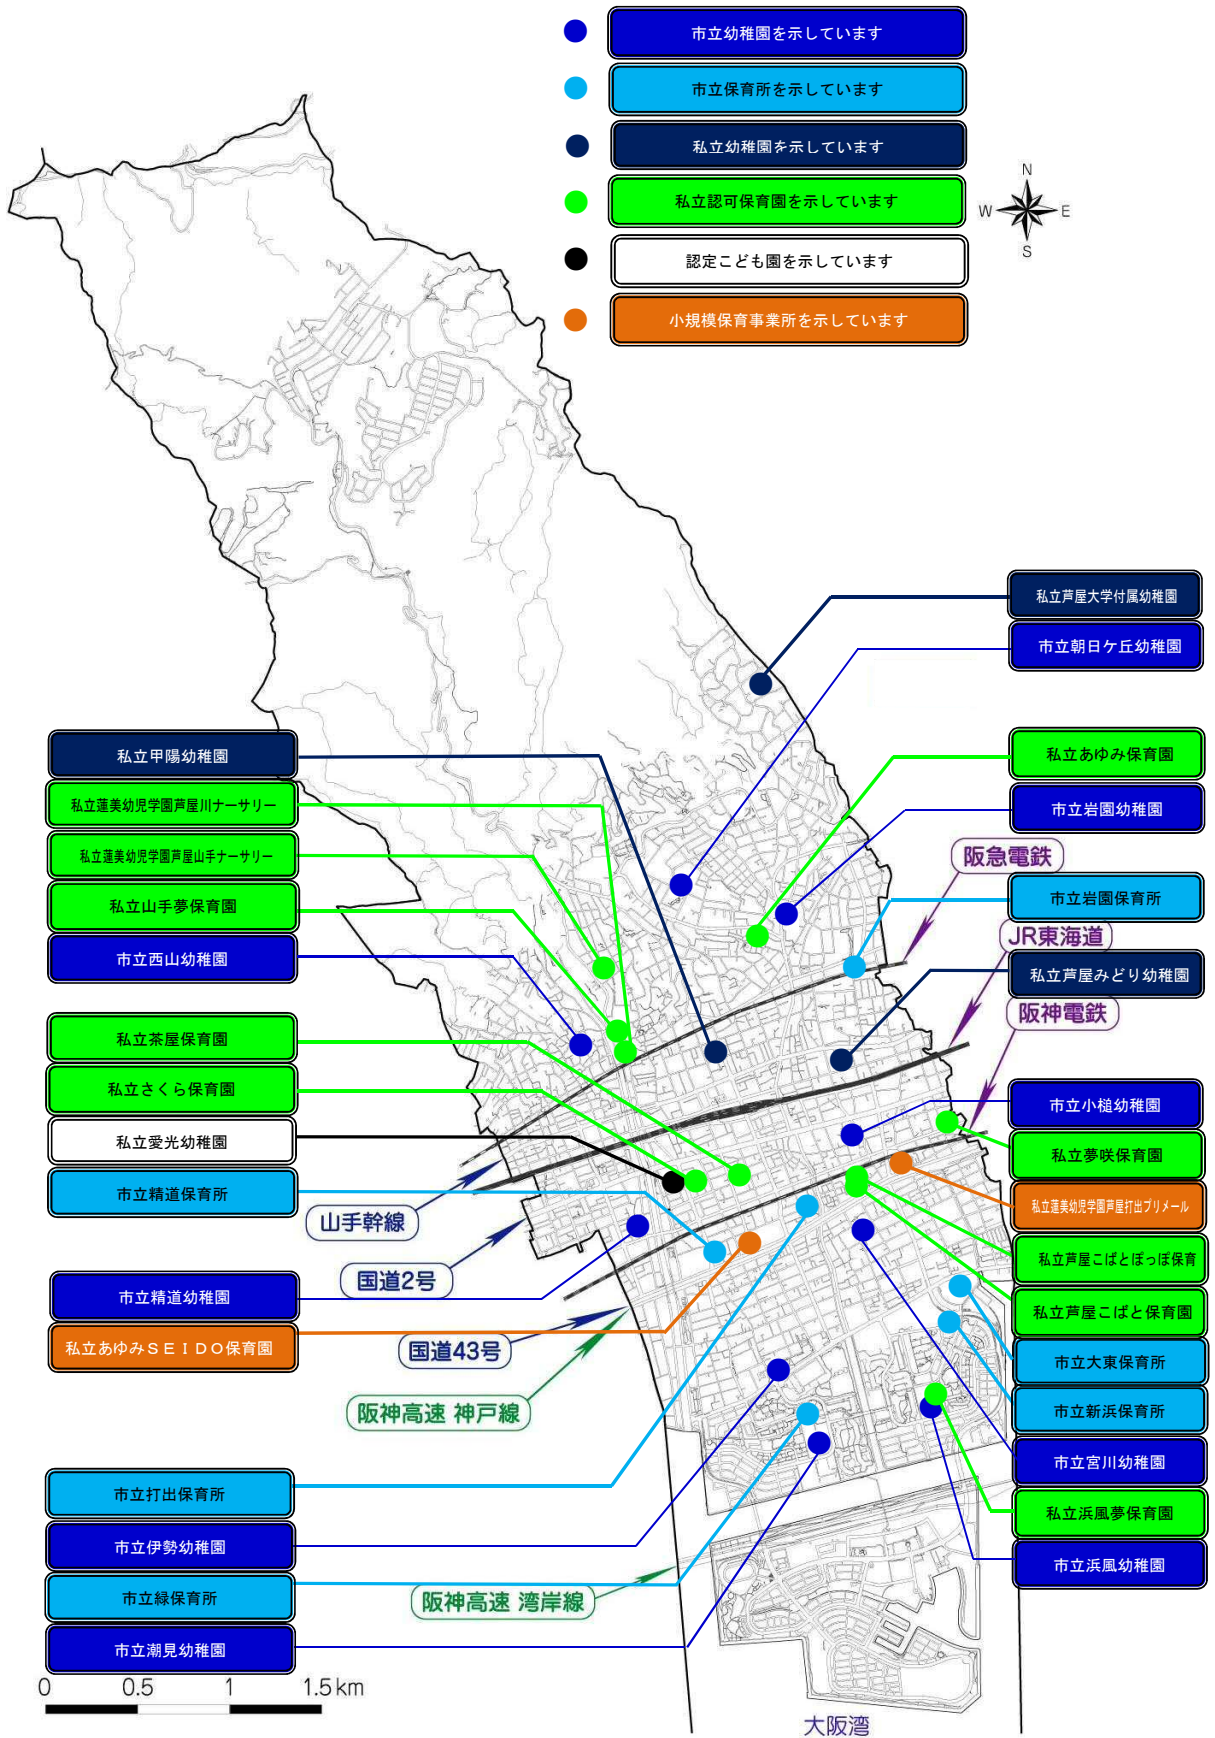 市立幼稚園を示しています
市立保育所を示しています
私立幼稚園を示しています
私立認可保育園を示しています
認定こども園を示しています
小規模保育事業所を示しています
N
W
E
S
私立芦屋大学付属幼稚園
市立朝日ケ丘幼稚園
私立あゆみ保育園
市立岩園幼稚園
阪急電鉄
市立岩園保育所
JR東海道
私立芦屋みどり幼稚園
阪神電鉄
市立小槌幼稚園
私立夢咲保育園
私立蓮美幼児学園芦屋打出プリメール
私立芦屋こばとぽっぽ保育
私立芦屋こばと保育園
市立大東保育所
市立新浜保育所
市立宮川幼稚園
私立浜風夢保育園
市立浜風幼稚園
私立甲陽幼稚園
私立蓮美幼児学園芦屋川ナーサリー
私立蓮美幼児学園芦屋山手ナーサリー
私立山手夢保育園
市立西山幼稚園
私立茶屋保育園
私立さくら保育園
私立愛光幼稚園
市立精道保育所
山手幹線
国道2号
市立精道幼稚園
私立あゆみSEIDO保育園
国道43号
阪神高速 神戸線
市立打出保育所
市立伊勢幼稚園
市立緑保育所
阪神高速 湾岸線
市立潮見幼稚園
0 0.5 1 1.5km
大阪湾